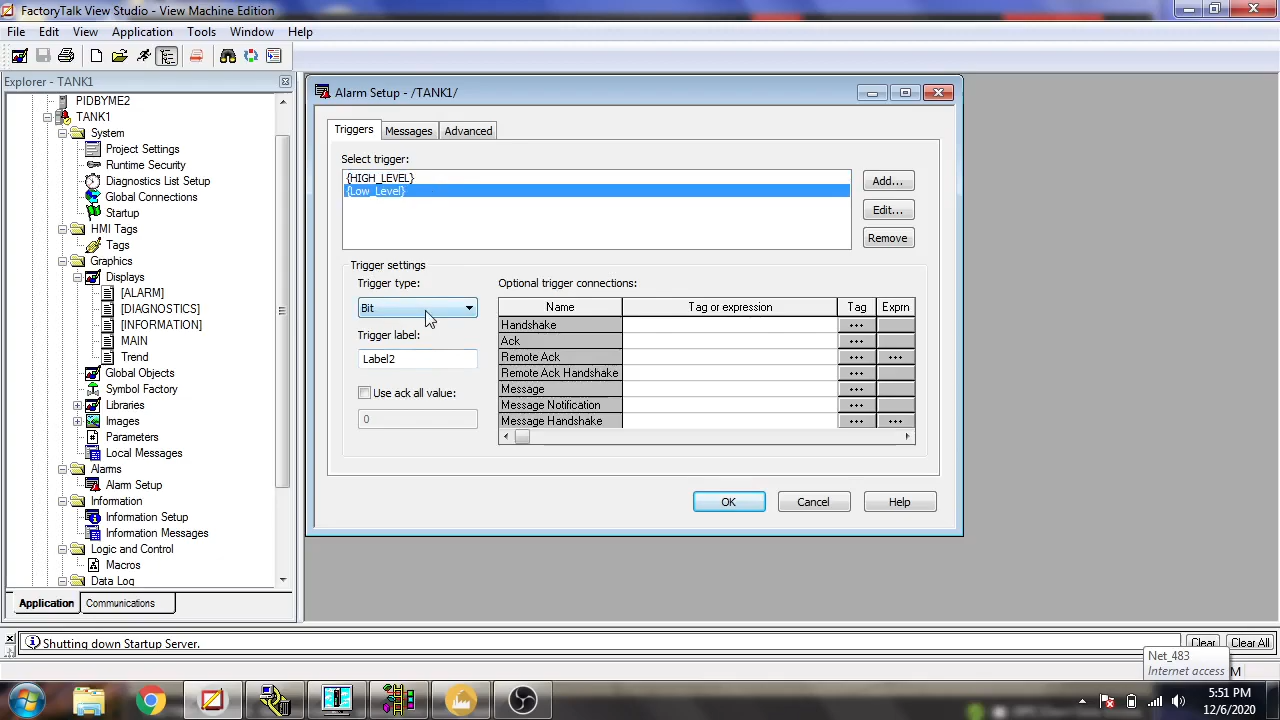 FactoryTalk View Studio - View Machine Edition
File Edit View Application Tools Window Help
Explorer - TANK1
PIDBYME2
TANK1
System
Project Settings
Runtime Security
Diagnostics List Setup
Global Connections
Startup
HMI Tags
Tags
Graphics
Displays
[ALARM]
[DIAGNOSTICS]
[INFORMATION]
MAIN
Trend
Global Objects
Symbol Factory
Libraries
Images
Parameters
Local Messages
Alarms
Alarm Setup
Information
Information Setup
Information Messages
Logic and Control
Macros
Data Log
Application Communications
Alarm Setup - /TANK1/
Triggers Messages Advanced
Select trigger:
{HIGH_LEVEL}
{Low_Level}
Add...
Edit...
Remove
Trigger settings
Trigger type:
Bit
Trigger label:
Label2
Use ack all value:
0
Optional trigger connections:
Name Tag or expression Tag Exprn
Handshake
Ack
Remote Ack
Remote Ack Handshake
Message
Message Notification
Message Handshake
OK Cancel Help
Shutting down Startup Server.
Clear Clear All
Net_483
Internet access
5:51 PM
12/6/2020